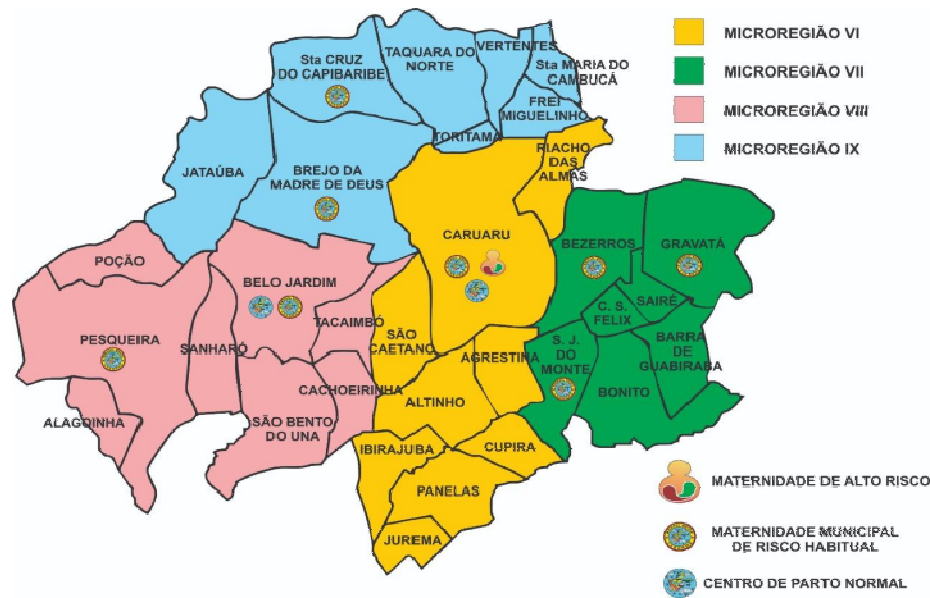 MICROREGIÃO VI
MICROREGIÃO VII
MICROREGIÃO VIII
MICROREGIÃO IX
Sta CRUZ
DO CAPIBARIBE
TAQUARA DO
NORTE
VERTENTES
Sta MARIA DO
CAMBUCÁ
FREI
MIGUELINHO
TORITAMA
JATAÚBA
BREJO DA
MADRE DE DEUS
RIACHO
DAS
ALMAS
CARUARU
BEZERROS
GRAVATÁ
POÇÃO
BELO JARDIM
TACAIMBÓ
SÃO
CAETANO
PESQUEIRA
SANHARÓ
C. S.
FELIX
SAIRÉ
S. J.
DO
MONTE
BARRA
DE
GUABIRABA
AGRESTINA
CACHOEIRINHA
ALTINHO
BONITO
ALAGOINHA
SÃO BENTO
DO UNA
IBIRAJUBA
CUPIRA
PANELAS
JUREMA
MATERNIDADE DE ALTO RISCO
MATERNIDADE MUNICIPAL
DE RISCO HABITUAL
CENTRO DE PARTO NORMAL